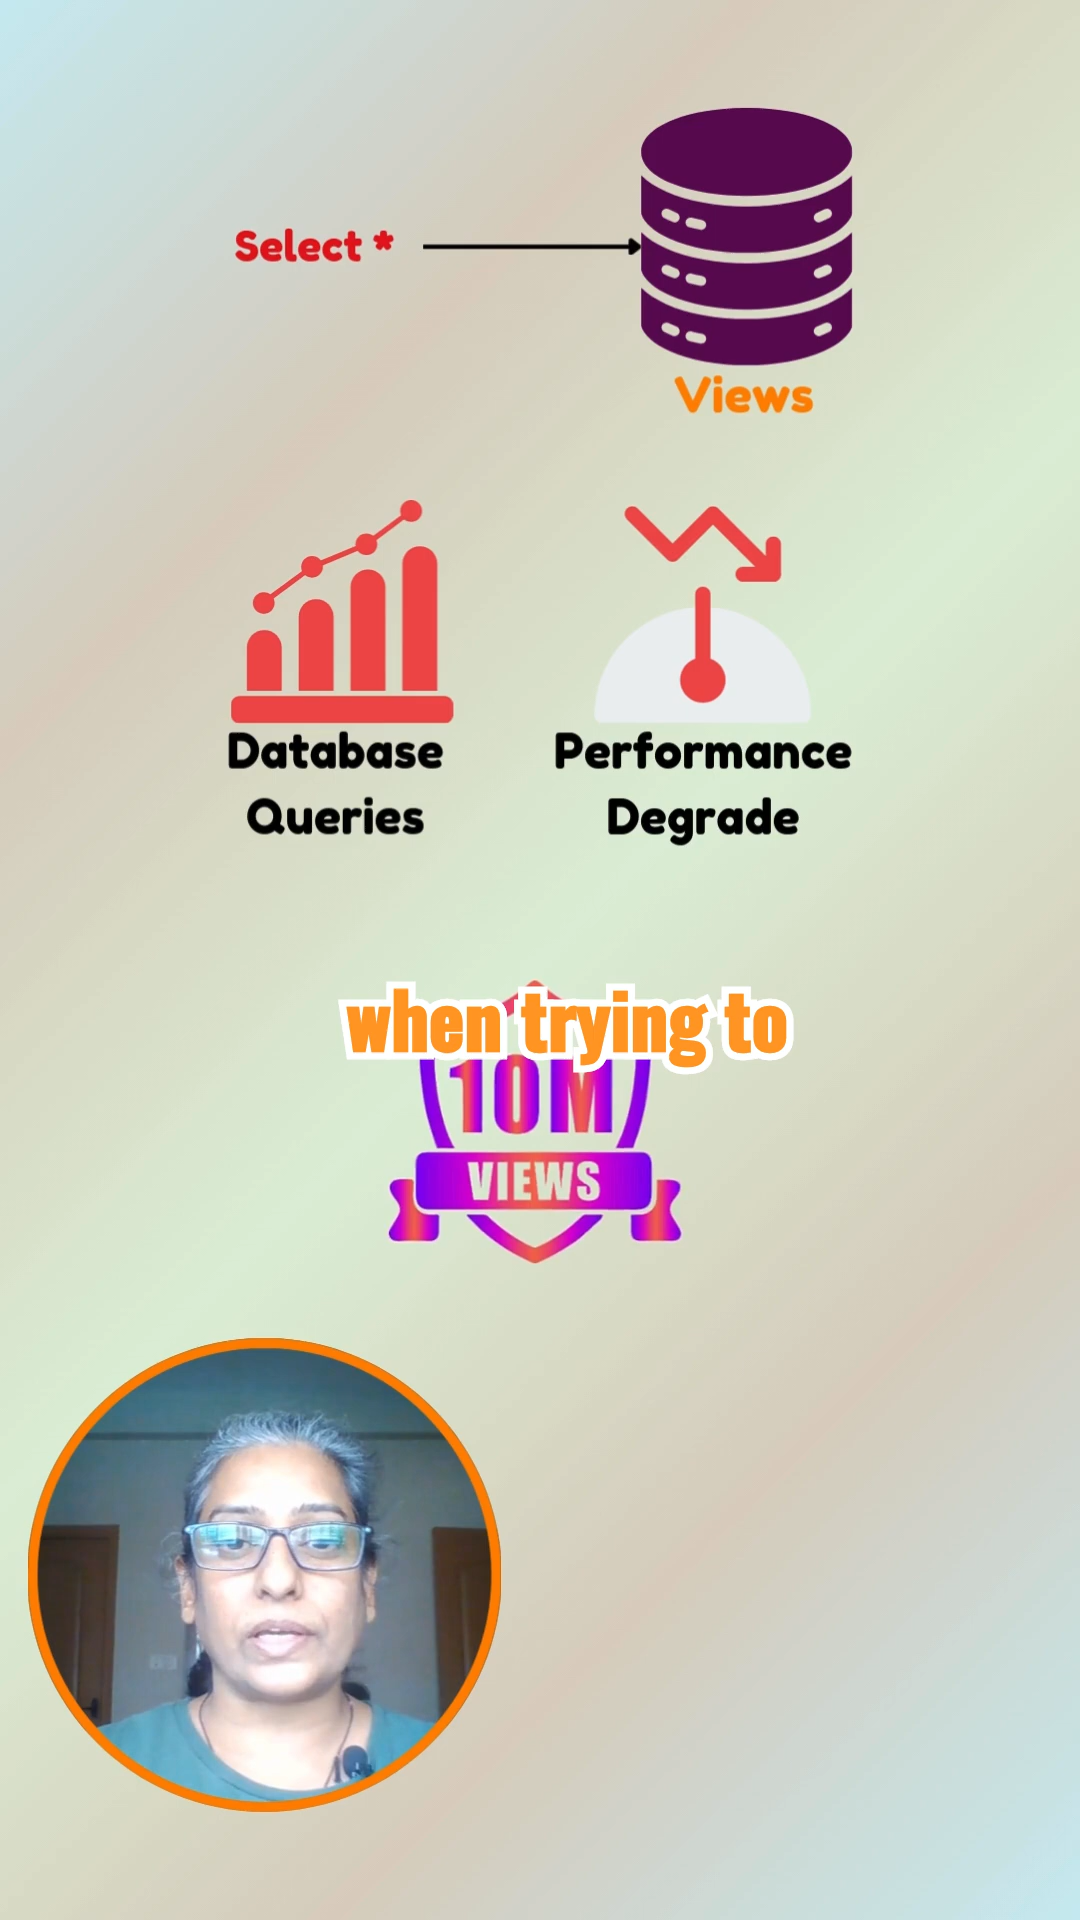 Select *
Views
Database
Queries
Performance
Degrade
when trying to
10M
VIEWS